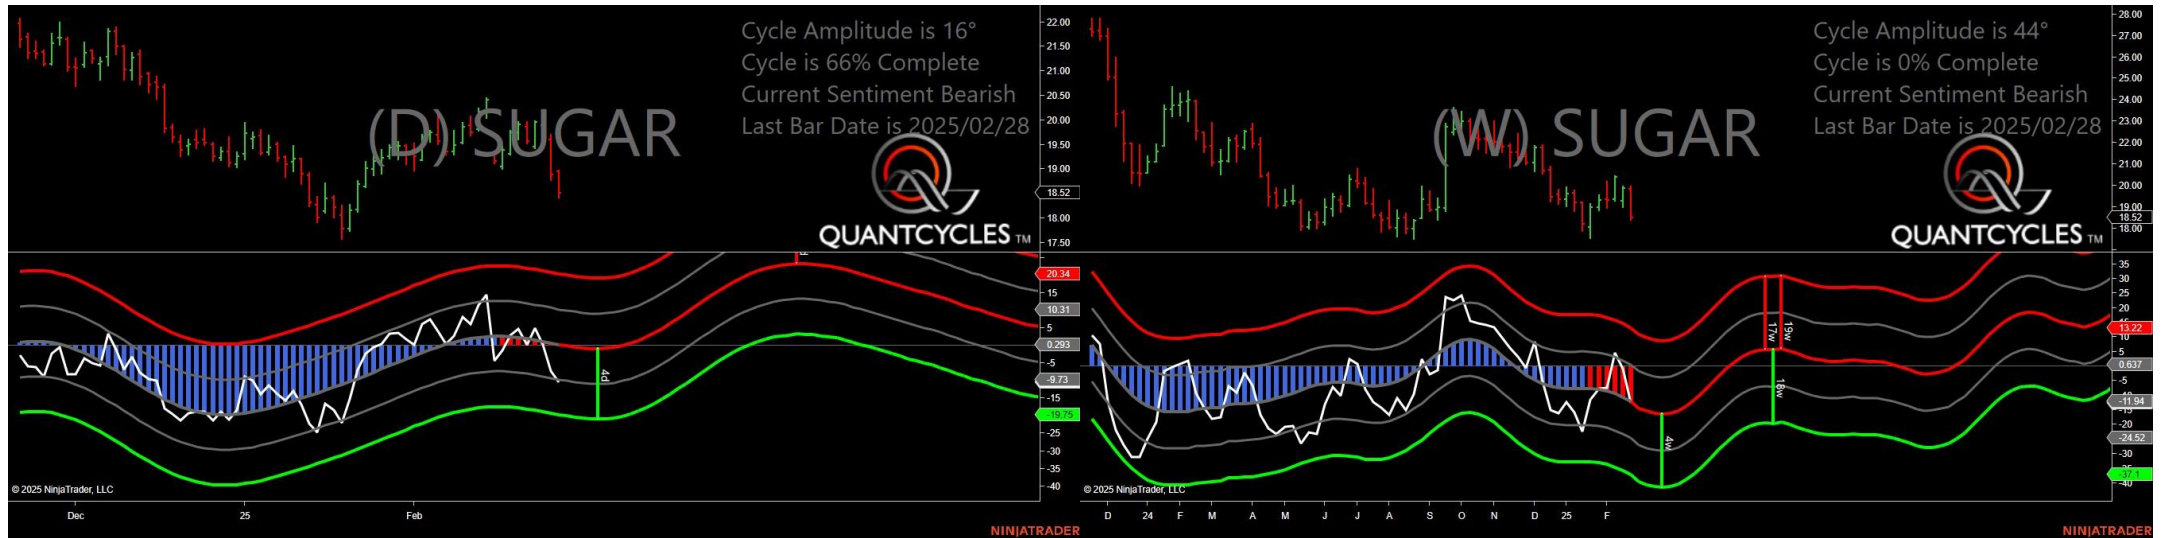 Cycle Amplitude is 16°
Cycle is 66% Complete
Current Sentiment Bearish
Last Bar Date is 2025/02/28
(D) SUGAR
QUANTCYCLES TM
22.00
21.50
21.00
20.50
20.00
19.50
19.00
18.52
18.00
17.50
20.34
15
10.31
5
0.293
-5
-9.73
-15
-19.75
-25
-30
-35
-40
4d
© 2025 NinjaTrader, LLC
Dec 25 Feb
NINJATRADER
Cycle Amplitude is 44°
Cycle is 0% Complete
Current Sentiment Bearish
Last Bar Date is 2025/02/28
(W) SUGAR
QUANTCYCLES TM
28.00
27.00
26.00
25.00
24.00
23.00
22.00
21.00
20.00
19.00
18.52
18.00
35
30
25
20
13.22
10
5
0.637
-5
-11.94
-15
-20
-24.52
-30
-37.1
-40
17w
19w
18w
4w
© 2025 NinjaTrader, LLC
D 24 F M A M J J A S O N D 25 F
NINJATRADER